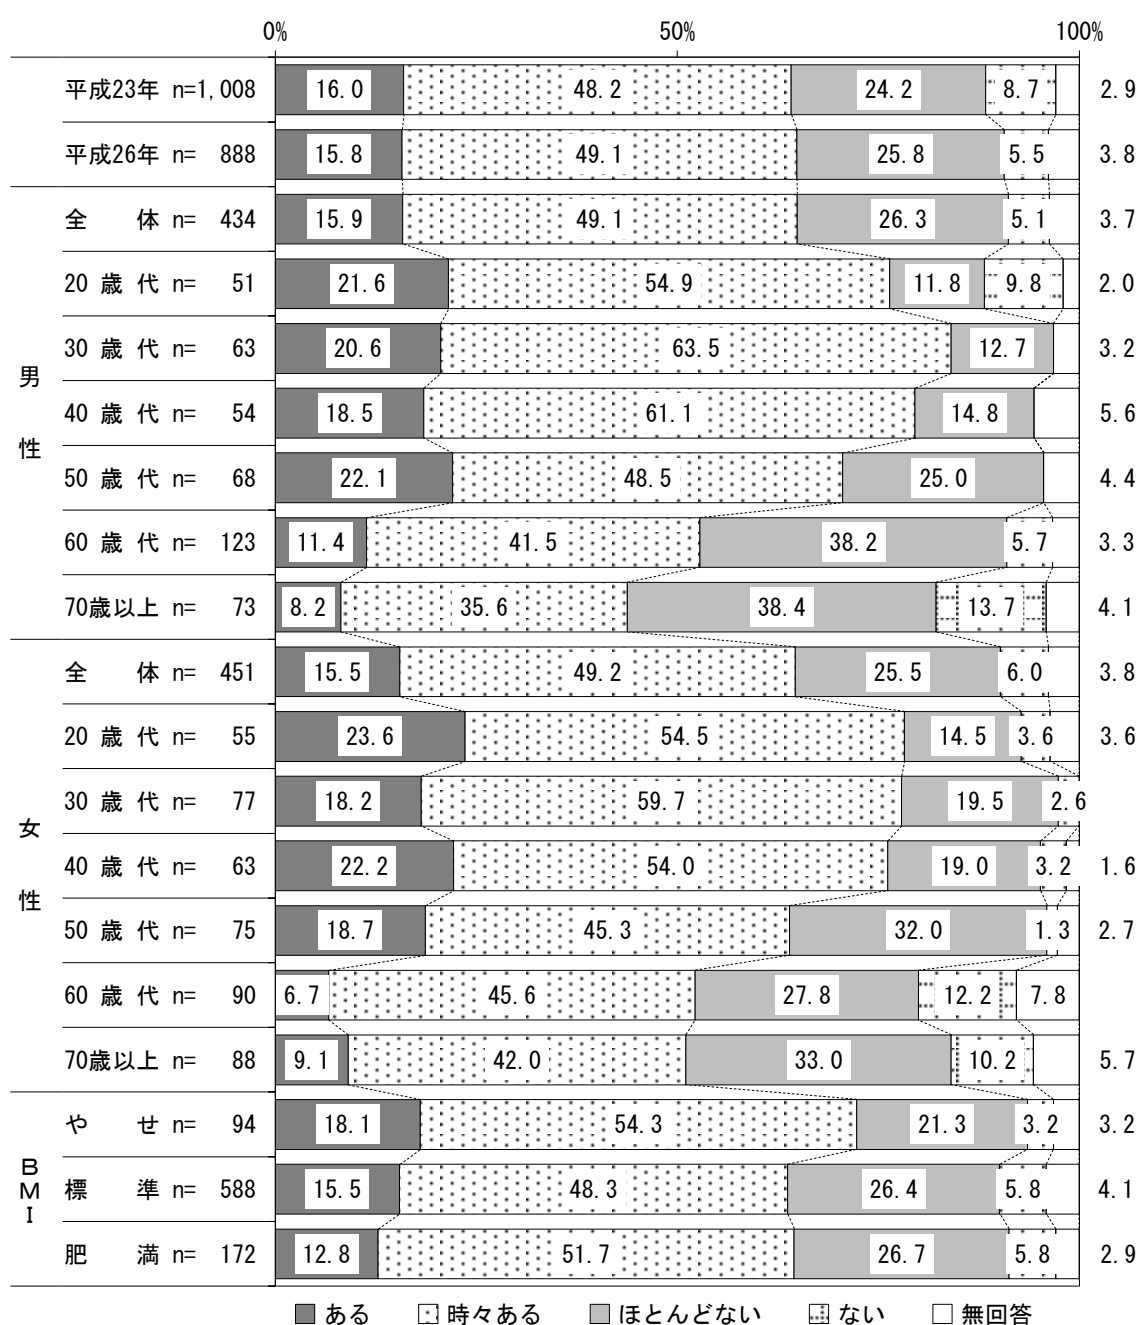 0% 50% 100%
平成23年 n=1,008 16.0 48.2 24.2 8.7 2.9
平成26年 n= 888 15.8 49.1 25.8 5.5 3.8
男性
全 体 n= 434 15.9 49.1 26.3 5.1 3.7
20 歳 代 n= 51 21.6 54.9 11.8 9.8 2.0
30 歳 代 n= 63 20.6 63.5 12.7 3.2
40 歳 代 n= 54 18.5 61.1 14.8 5.6
50 歳 代 n= 68 22.1 48.5 25.0 4.4
60 歳 代 n= 123 11.4 41.5 38.2 5.7 3.3
70歳以上 n= 73 8.2 35.6 38.4 13.7 4.1
女性
全 体 n= 451 15.5 49.2 25.5 6.0 3.8
20 歳 代 n= 55 23.6 54.5 14.5 3.6 3.6
30 歳 代 n= 77 18.2 59.7 19.5 2.6
40 歳 代 n= 63 22.2 54.0 19.0 3.2 1.6
50 歳 代 n= 75 18.7 45.3 32.0 1.3 2.7
60 歳 代 n= 90 6.7 45.6 27.8 12.2 7.8
70歳以上 n= 88 9.1 42.0 33.0 10.2 5.7
BMI
や せ n= 94 18.1 54.3 21.3 3.2 3.2
標 準 n= 588 15.5 48.3 26.4 5.8 4.1
肥 満 n= 172 12.8 51.7 26.7 5.8 2.9
ある 時々ある ほとんどない ない 無回答